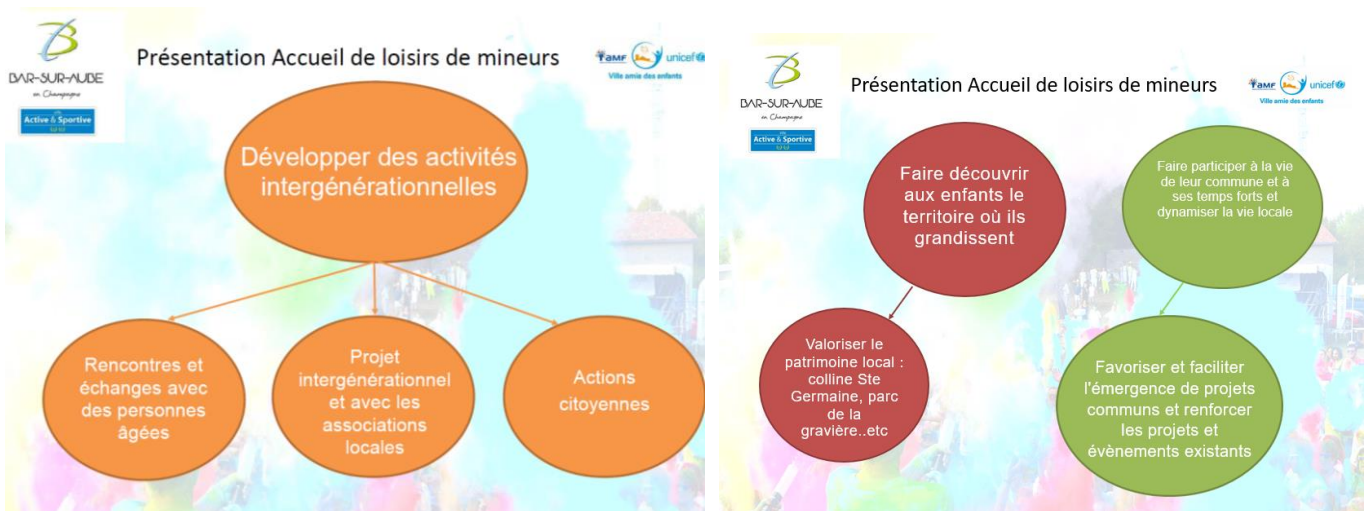 BAR-SUR-AUBE
en Champagne
Active & Sportive
Présentation Accueil de loisirs de mineurs
AMF
unicef
Ville amie des enfants
Développer des activités
intergénérationnelles
Rencontres et
échanges avec
des personnes
âgées
Projet
intergénérationnel
et avec les
associations
locales
Actions
citoyennes
BAR-SUR-AUBE
en Champagne
Active & Sportive
Présentation Accueil de loisirs de mineurs
AMF
unicef
Ville amie des enfants
Faire découvrir
aux enfants le
territoire où ils
grandissent
Valoriser le
patrimoine local :
colline Ste
Germaine, parc
de la
gravière..etc
Faire participer à la vie
de leur commune et à
ses temps forts et
dynamiser la vie locale
Favoriser et faciliter
l'émergence de projets
communs et renforcer
les projets et
évènements existants